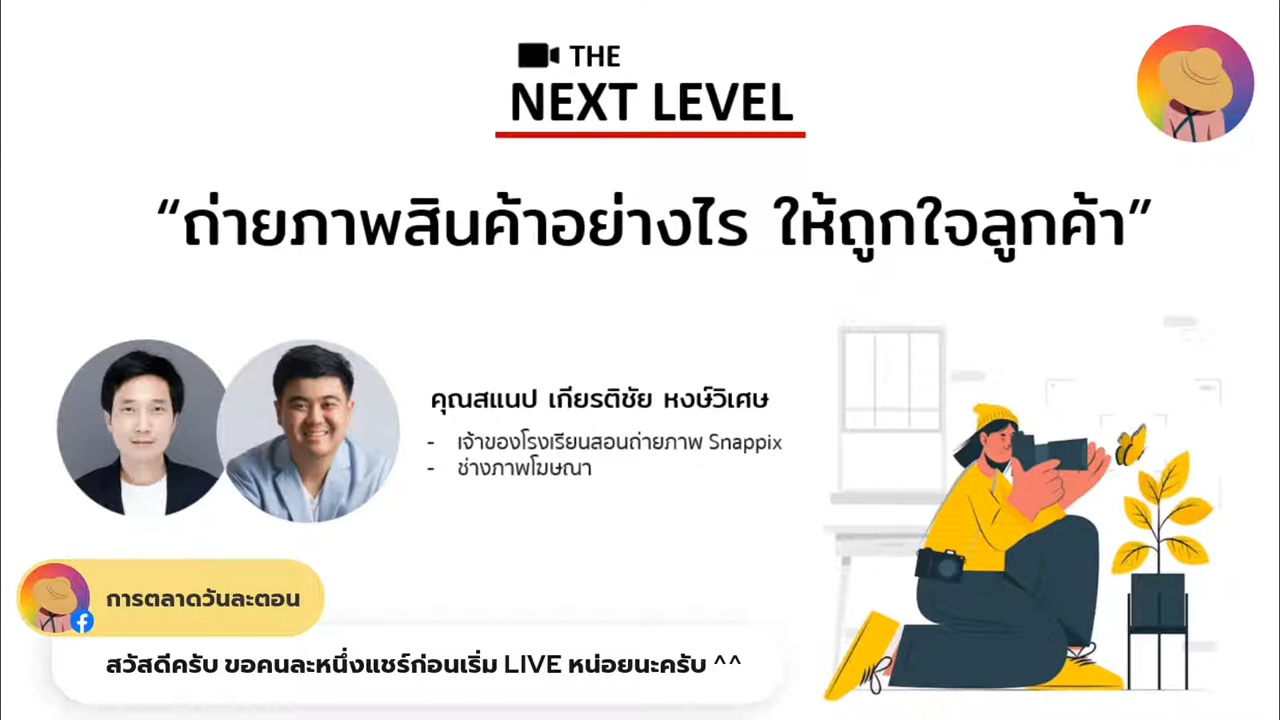 THE
NEXT LEVEL
“ถ่ายภาพสินค้าอย่างไร ให้ถูกใจลูกค้า”
คุณสแนป เกียรติชัย หงษ์วิเศษ
- เจ้าของโรงเรียนสอนถ่ายภาพ Snappix
- ช่างภาพโฆษณา
การตลาดวันละตอน
สวัสดีครับ ขอคนละหนึ่งแชร์ก่อนเริ่ม LIVE หน่อยนะครับ ^^